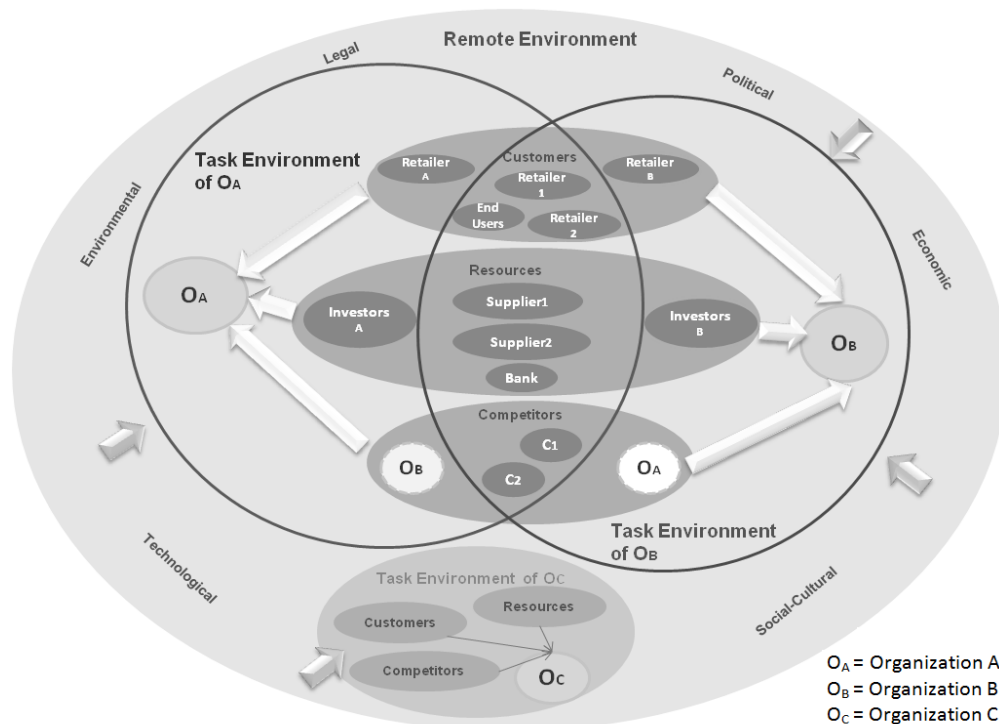 Remote Environment
Legal
Political
Environmental
Economic
Technological
Social-Cultural
Task Environment
of OA
Customers
Retailer
A
Retailer
1
Retailer
B
End
Users
Retailer
2
OA
Resources
Investors
A
Supplier1
Supplier2
Bank
Investors
B
OB
Competitors
OB
C1
C2
OA
Task Environment
of OB
Task Environment of OC
Resources
Customers
Competitors
OC
OA = Organization A
OB = Organization B
OC = Organization C